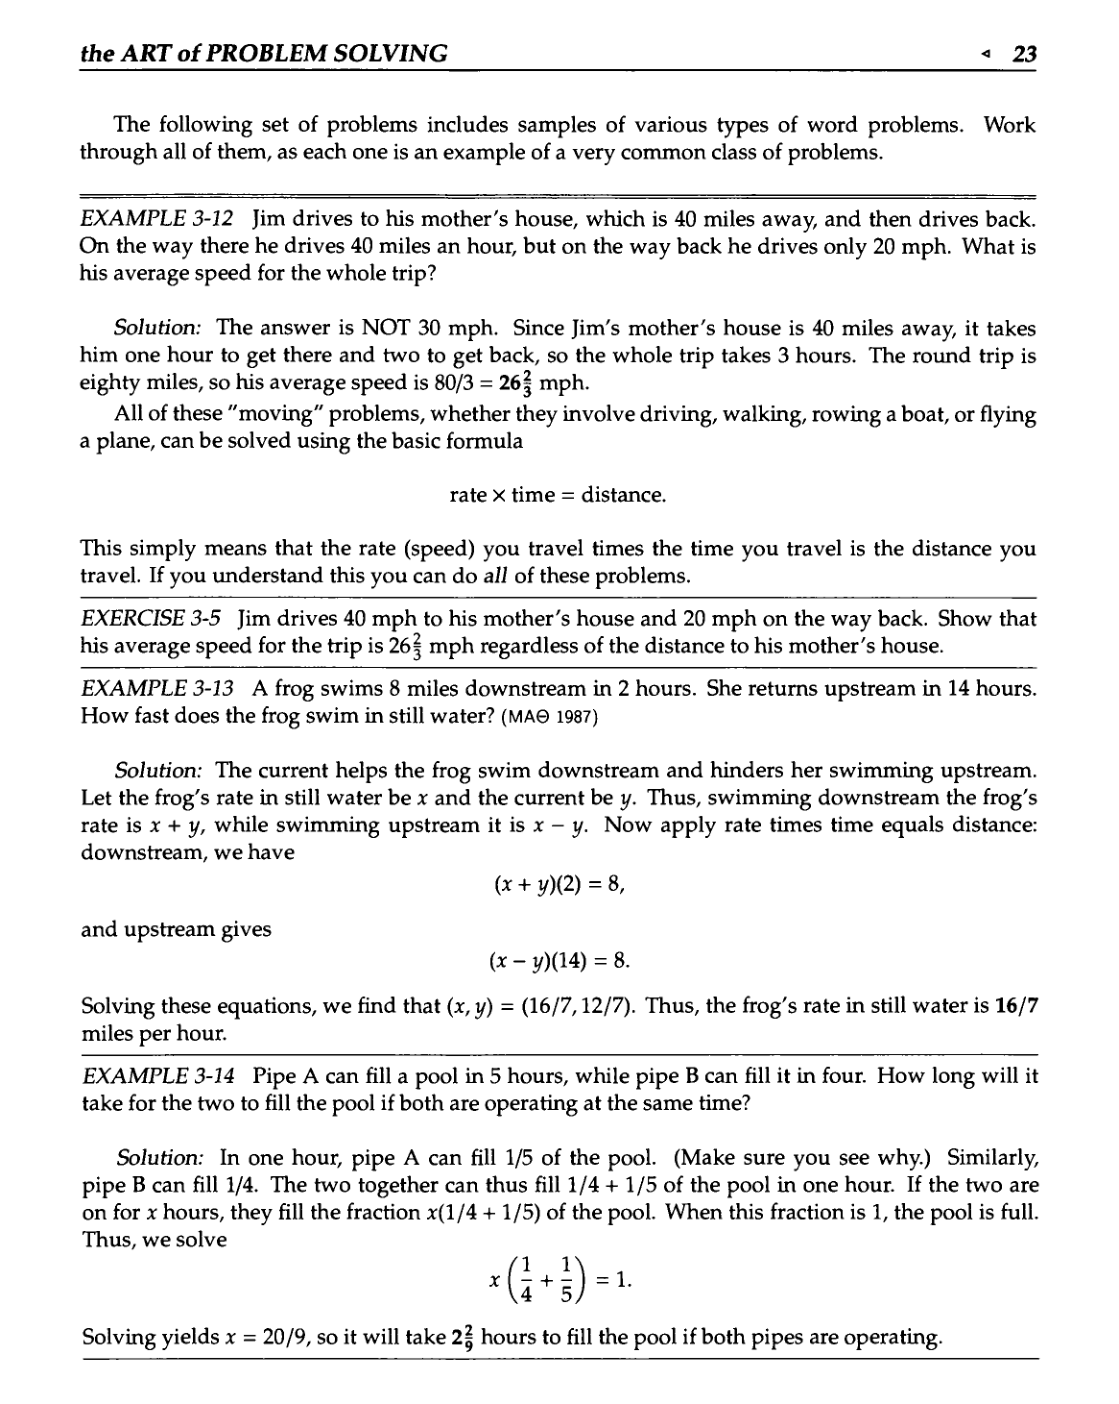 the ART of PROBLEM SOLVING ◃ 23
The following set of problems includes samples of various types of word problems. Work
through all of them, as each one is an example of a very common class of problems.
EXAMPLE 3-12 Jim drives to his mother's house, which is 40 miles away, and then drives back.
On the way there he drives 40 miles an hour, but on the way back he drives only 20 mph. What is
his average speed for the whole trip?
Solution: The answer is NOT 30 mph. Since Jim's mother's house is 40 miles away, it takes
him one hour to get there and two to get back, so the whole trip takes 3 hours. The round trip is
eighty miles, so his average speed is 80/3 = 26⅔ mph.
All of these "moving" problems, whether they involve driving, walking, rowing a boat, or flying
a plane, can be solved using the basic formula
rate × time = distance.
This simply means that the rate (speed) you travel times the time you travel is the distance you
travel. If you understand this you can do all of these problems.
EXERCISE 3-5 Jim drives 40 mph to his mother's house and 20 mph on the way back. Show that
his average speed for the trip is 26⅔ mph regardless of the distance to his mother's house.
EXAMPLE 3-13 A frog swims 8 miles downstream in 2 hours. She returns upstream in 14 hours.
How fast does the frog swim in still water? (MAΘ 1987)
Solution: The current helps the frog swim downstream and hinders her swimming upstream.
Let the frog's rate in still water be x and the current be y. Thus, swimming downstream the frog's
rate is x + y, while swimming upstream it is x − y. Now apply rate times time equals distance:
downstream, we have
(x + y)(2) = 8,
and upstream gives
(x − y)(14) = 8.
Solving these equations, we find that (x, y) = (16/7, 12/7). Thus, the frog's rate in still water is 16/7
miles per hour.
EXAMPLE 3-14 Pipe A can fill a pool in 5 hours, while pipe B can fill it in four. How long will it
take for the two to fill the pool if both are operating at the same time?
Solution: In one hour, pipe A can fill 1/5 of the pool. (Make sure you see why.) Similarly,
pipe B can fill 1/4. The two together can thus fill 1/4 + 1/5 of the pool in one hour. If the two are
on for x hours, they fill the fraction x(1/4 + 1/5) of the pool. When this fraction is 1, the pool is full.
Thus, we solve
x (1/4 + 1/5) = 1.
Solving yields x = 20/9, so it will take 2 2/9 hours to fill the pool if both pipes are operating.